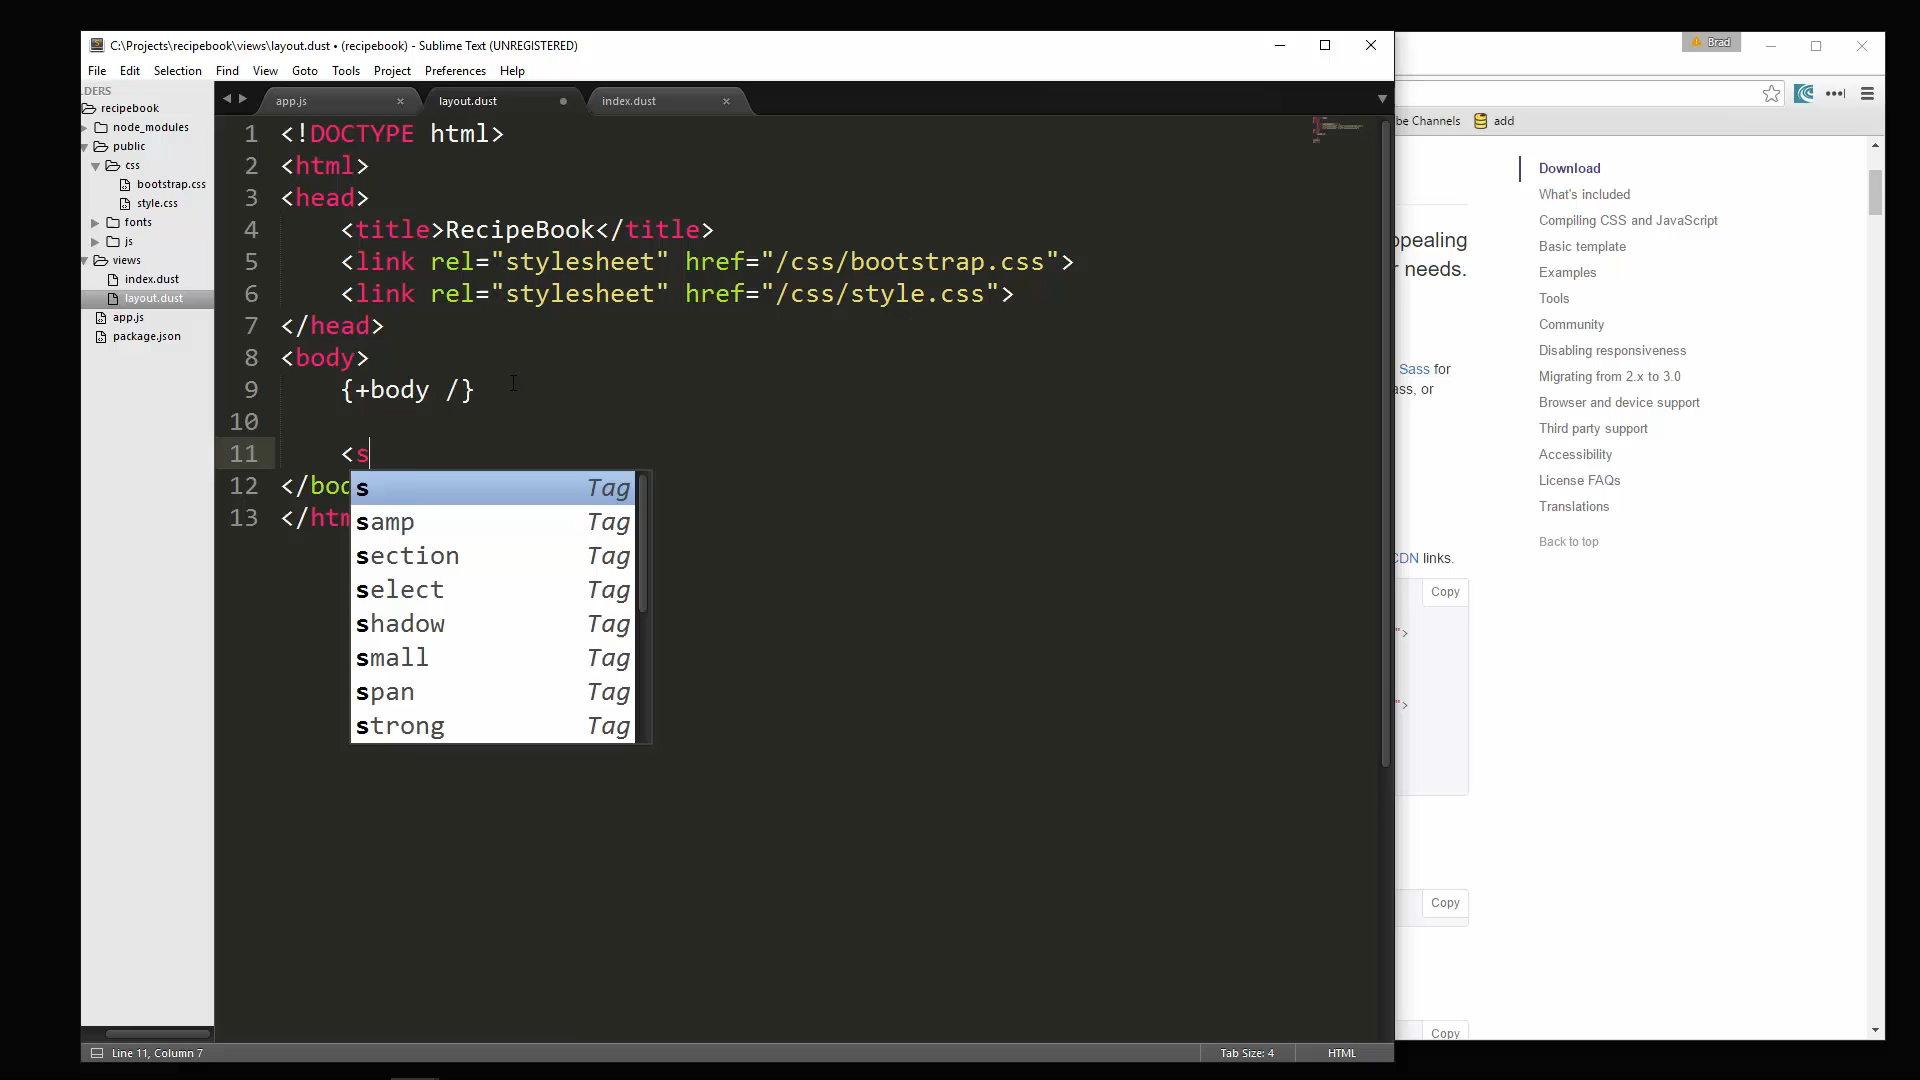 C:\Projects\recipebook\views\layout.dust • (recipebook) - Sublime Text (UNREGISTERED)
Brad
File Edit Selection Find View Goto Tools Project Preferences Help
DERS
recipebook
node_modules
public
css
bootstrap.css
style.css
fonts
js
views
index.dust
layout.dust
app.js
package.json
app.js × layout.dust index.dust ×
1 <!DOCTYPE html>
2 <html>
3 <head>
4 <title>RecipeBook</title>
5 <link rel="stylesheet" href="/css/bootstrap.css">
6 <link rel="stylesheet" href="/css/style.css">
7 </head>
8 <body>
9 {+body /}
10
11 <s
12 </bod
13 </htm
s Tag
samp Tag
section Tag
select Tag
shadow Tag
small Tag
span Tag
strong Tag
Line 11, Column 7
Tab Size: 4
HTML
be Channels add
ppealing
r needs.
Sass for
ass, or
CDN links.
Copy
">
">
Copy
Copy
Download
What's included
Compiling CSS and JavaScript
Basic template
Examples
Tools
Community
Disabling responsiveness
Migrating from 2.x to 3.0
Browser and device support
Third party support
Accessibility
License FAQs
Translations
Back to top